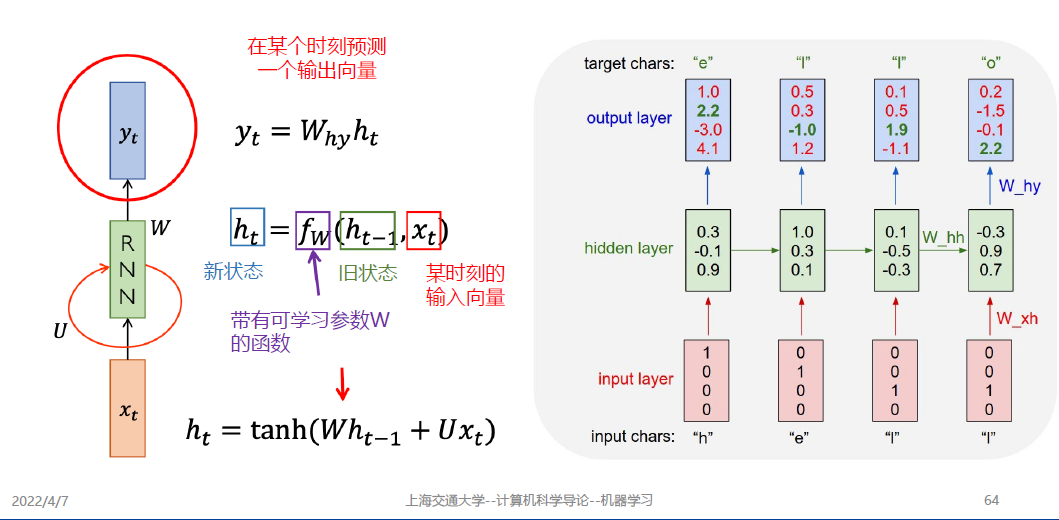 在某个时刻预测
一个输出向量
y_t
y_t = W_{hy}h_t
W
R
N
N
U
x_t
h_t = f_W(h_{t-1}, x_t)
新状态
旧状态
某时刻的
输入向量
带有可学习参数W
的函数
h_t = tanh(Wh_{t-1} + Ux_t)
target chars: “e” “l” “l” “o”
output layer
1.0 0.5 0.1 0.2
2.2 0.3 0.5 -1.5
-3.0 -1.0 1.9 -0.1
4.1 1.2 -1.1 2.2
W_hy
hidden layer
0.3 1.0 0.1 -0.3
-0.1 0.3 -0.5 0.9
0.9 0.1 -0.3 0.7
W_hh
W_xh
input layer
1 0 0 0
0 1 0 0
0 0 1 1
0 0 0 0
input chars: “h” “e” “l” “l”
2022/4/7
上海交通大学--计算机科学导论--机器学习
64